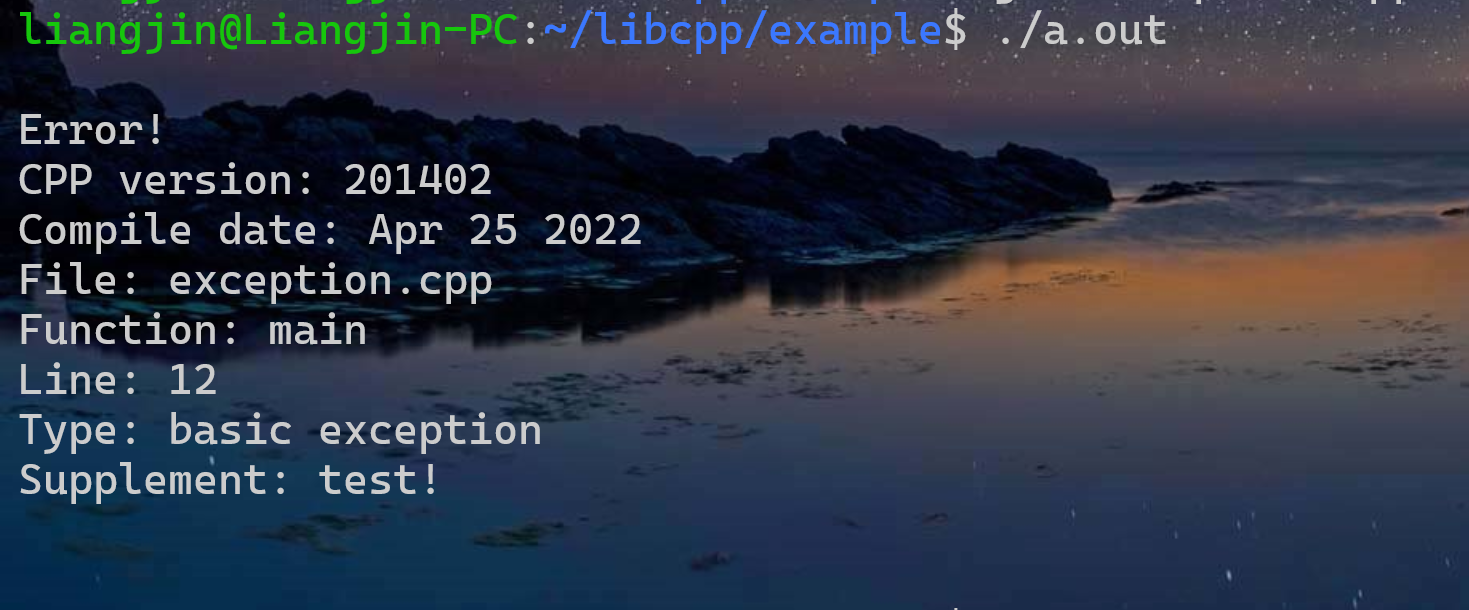 liangjin@Liangjin-PC:~/libcpp/example$ ./a.out
Error!
CPP version: 201402
Compile date: Apr 25 2022
File: exception.cpp
Function: main
Line: 12
Type: basic exception
Supplement: test!